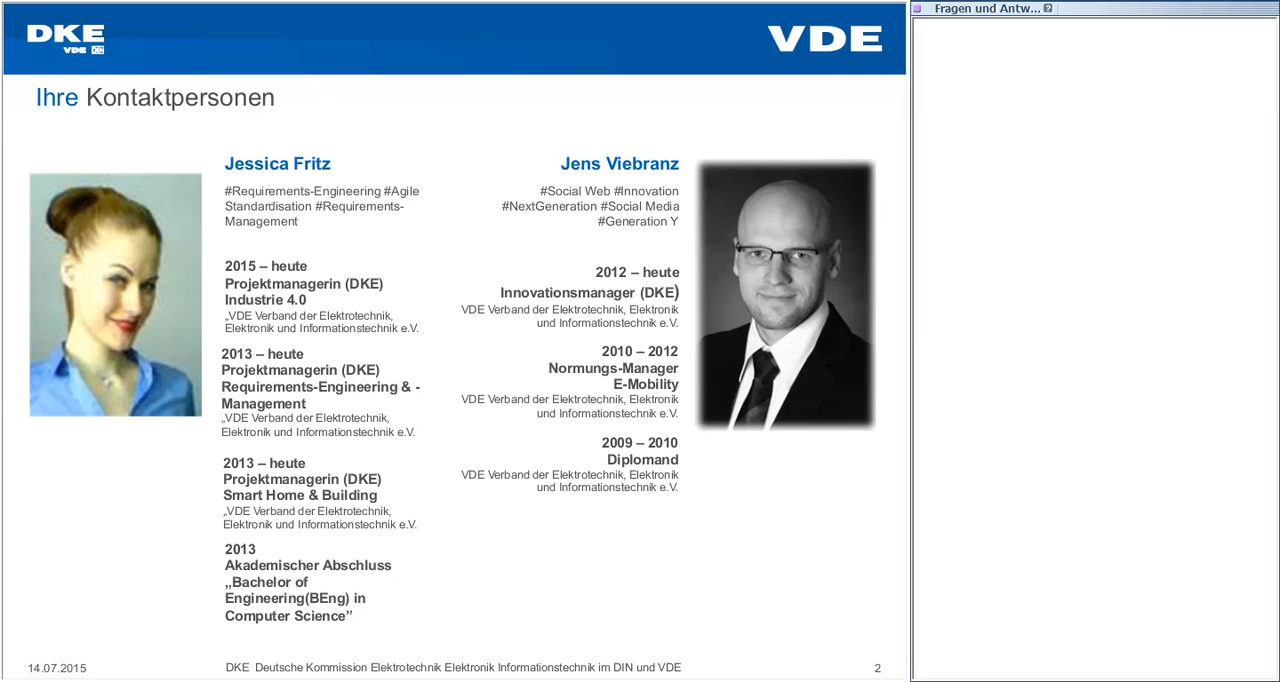 DKE
VDE DIN
VDE
Fragen und Antw... ?
Ihre Kontaktpersonen
Jessica Fritz
#Requirements-Engineering #Agile
Standardisation #Requirements-
Management
2015 – heute
Projektmanagerin (DKE)
Industrie 4.0
„VDE Verband der Elektrotechnik,
Elektronik und Informationstechnik e.V.
2013 – heute
Projektmanagerin (DKE)
Requirements-Engineering & -
Management
„VDE Verband der Elektrotechnik,
Elektronik und Informationstechnik e.V.
2013 – heute
Projektmanagerin (DKE)
Smart Home & Building
„VDE Verband der Elektrotechnik,
Elektronik und Informationstechnik e.V.
2013
Akademischer Abschluss
„Bachelor of
Engineering(BEng) in
Computer Science”
Jens Viebranz
#Social Web #Innovation
#NextGeneration #Social Media
#Generation Y
2012 – heute
Innovationsmanager (DKE)
VDE Verband der Elektrotechnik, Elektronik
und Informationstechnik e.V.
2010 – 2012
Normungs-Manager
E-Mobility
VDE Verband der Elektrotechnik, Elektronik
und Informationstechnik e.V.
2009 – 2010
Diplomand
VDE Verband der Elektrotechnik, Elektronik
und Informationstechnik e.V.
14.07.2015
DKE Deutsche Kommission Elektrotechnik Elektronik Informationstechnik im DIN und VDE
2